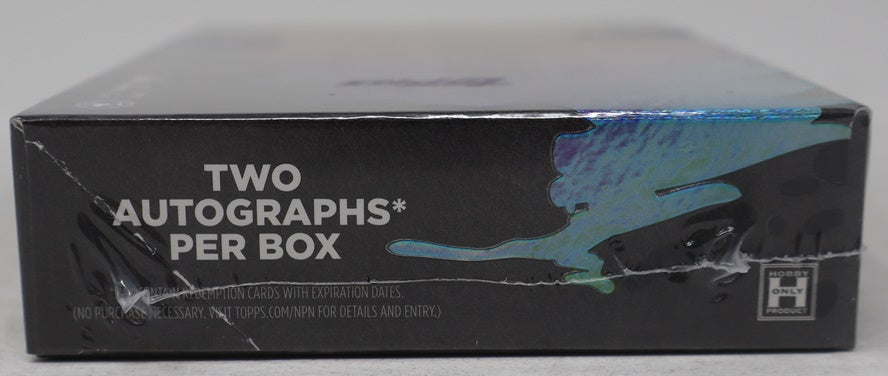 TWO
AUTOGRAPHS*
PER BOX
CONTAIN REDEMPTION CARDS WITH EXPIRATION DATES.
(NO PURCHASE NECESSARY. VISIT TOPPS.COM/NPN FOR DETAILS AND ENTRY.)
HOBBY
H
ONLY
PRODUCT